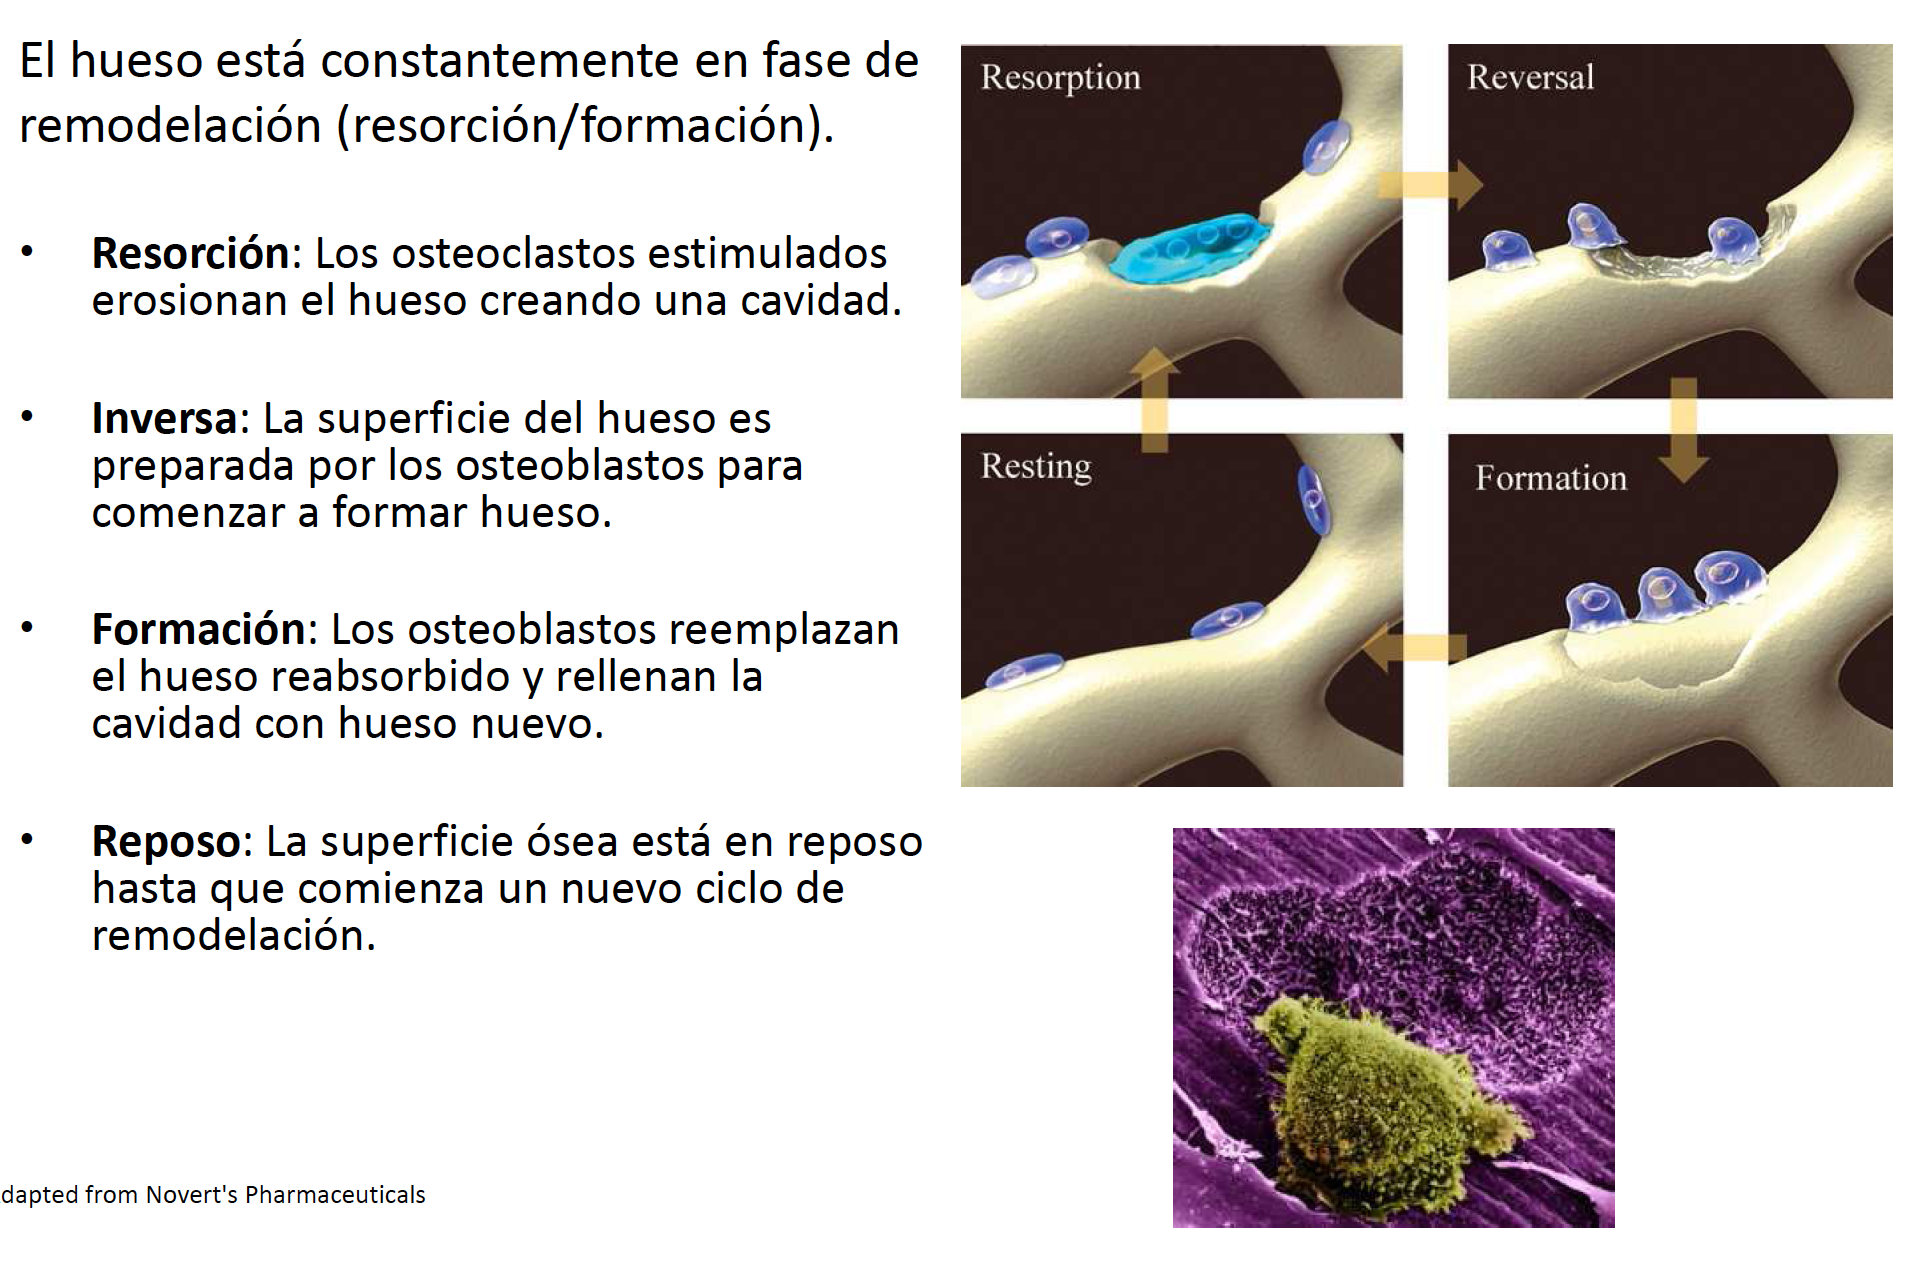 El hueso está constantemente en fase de
remodelación (resorción/formación).
• Resorción: Los osteoclastos estimulados
erosionan el hueso creando una cavidad.
• Inversa: La superficie del hueso es
preparada por los osteoblastos para
comenzar a formar hueso.
• Formación: Los osteoblastos reemplazan
el hueso reabsorbido y rellenan la
cavidad con hueso nuevo.
• Reposo: La superficie ósea está en reposo
hasta que comienza un nuevo ciclo de
remodelación.
dapted from Novert's Pharmaceuticals
Resorption
Reversal
Resting
Formation